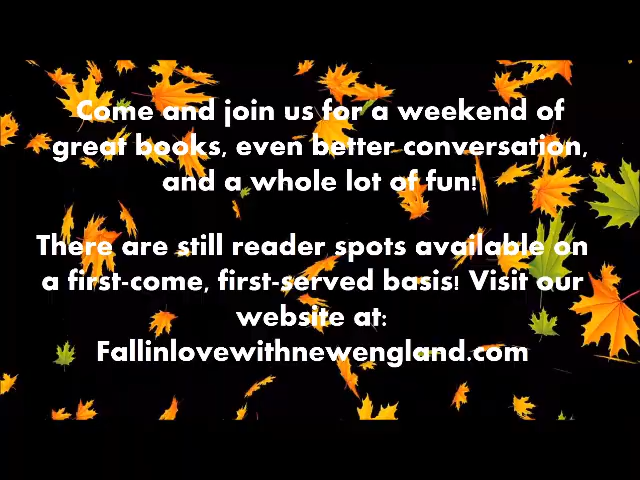 Come and join us for a weekend of
great books, even better conversation,
and a whole lot of fun!
There are still reader spots available on
a first-come, first-served basis! Visit our
website at:
Fallinlovewithnewengland.com